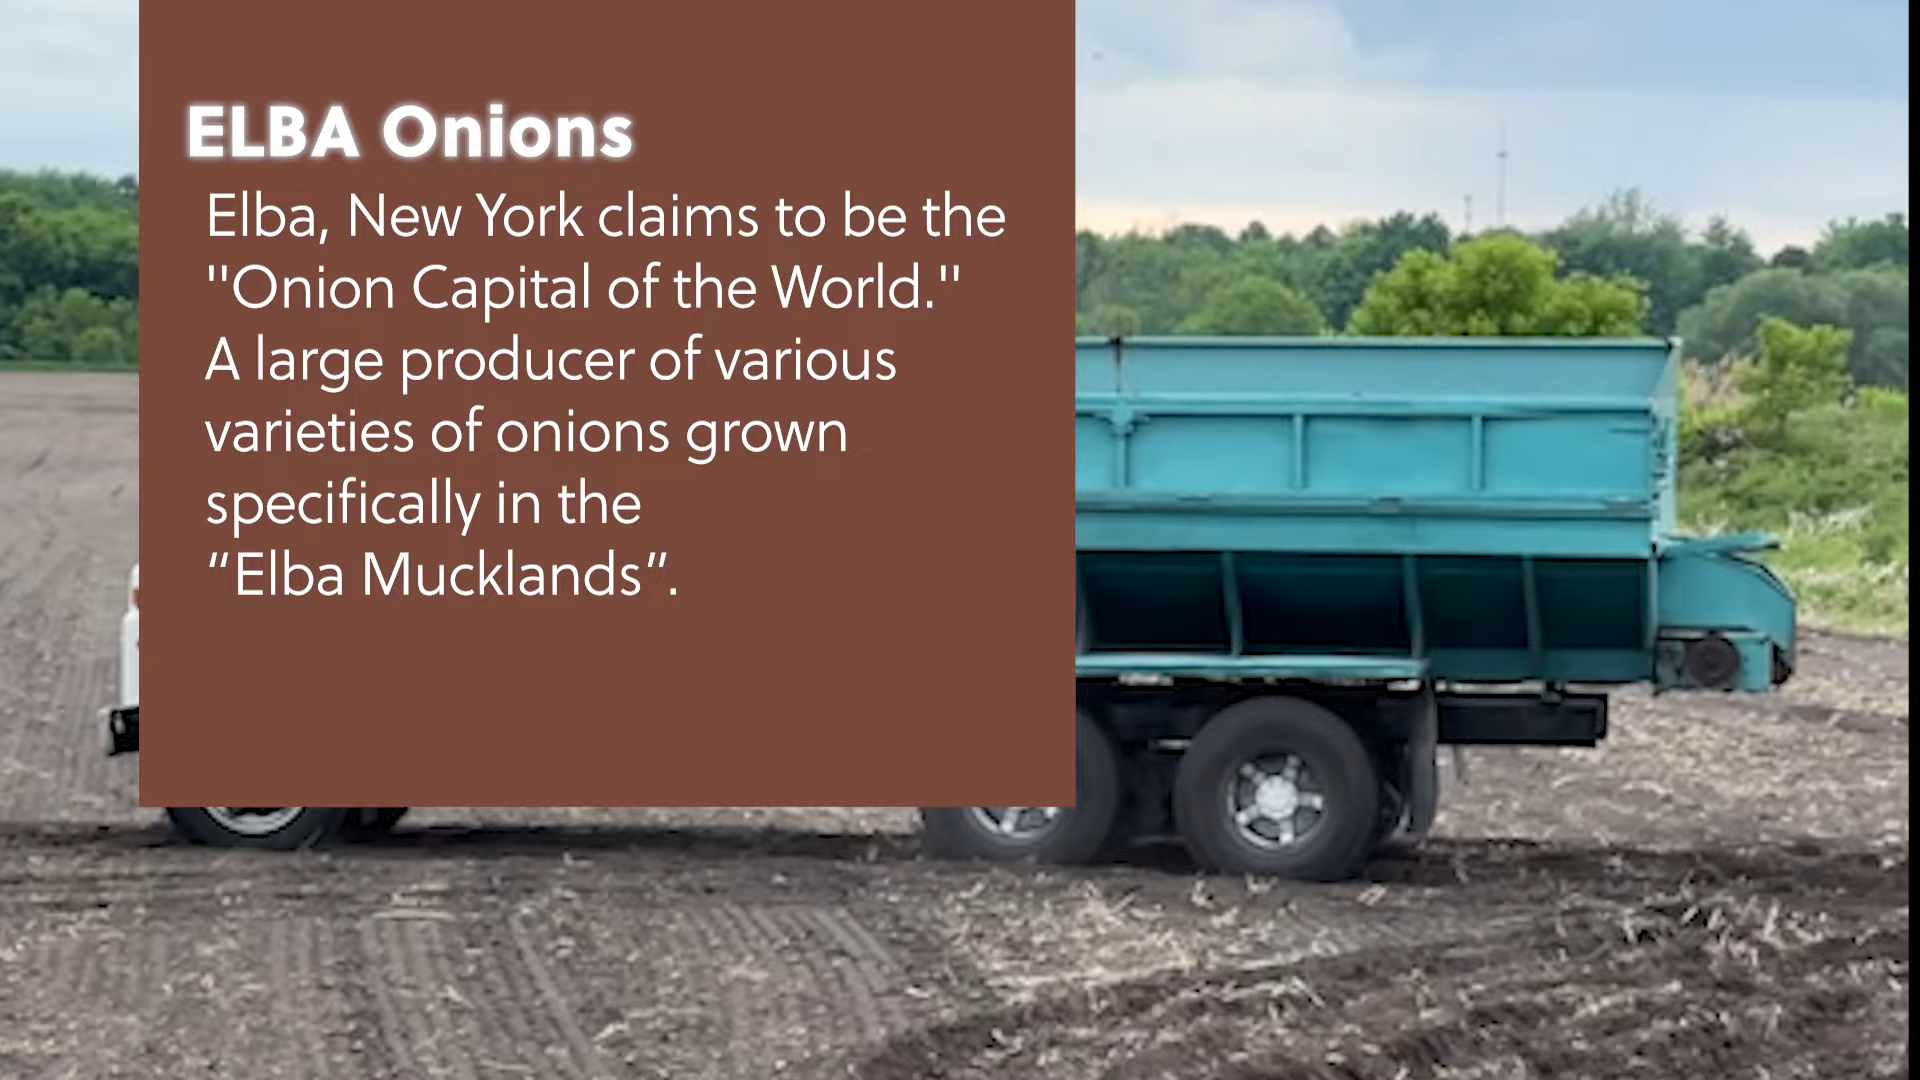 ELBA Onions
Elba, New York claims to be the
"Onion Capital of the World."
A large producer of various
varieties of onions grown
specifically in the
“Elba Mucklands”.